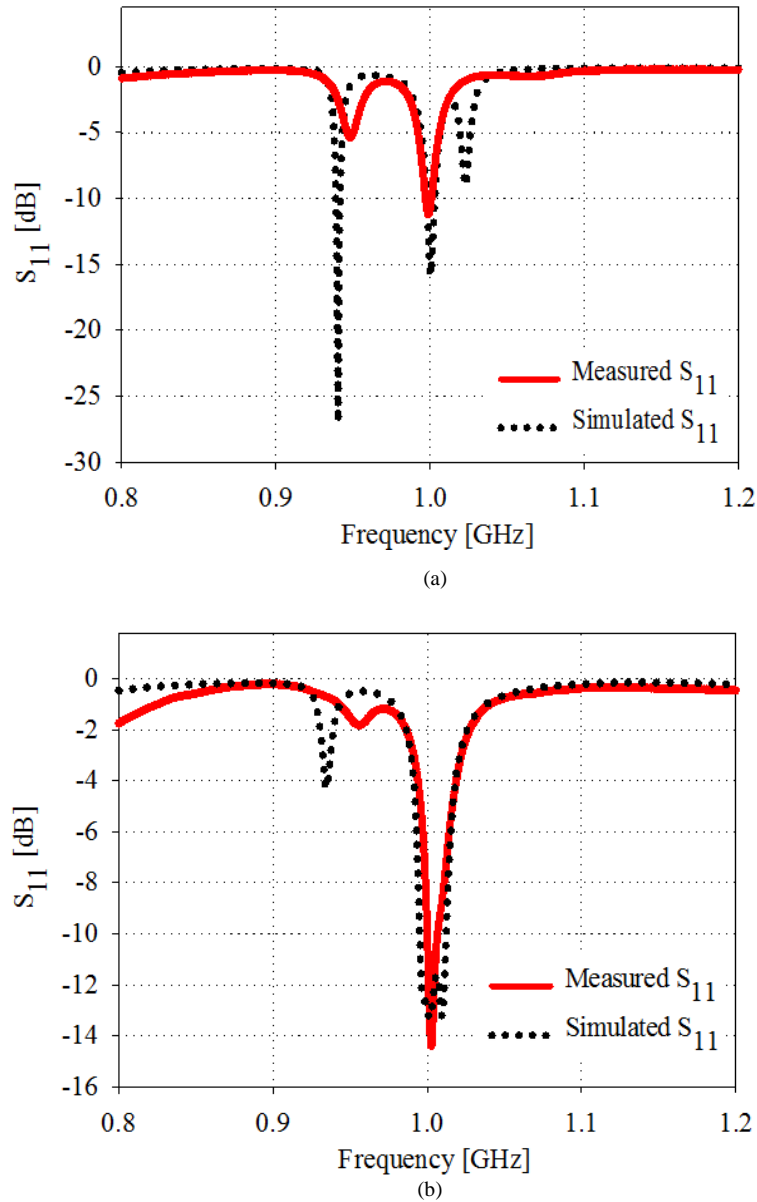 0
-5
-10
-15
-20
-25
-30
S11 [dB]
Measured S11
Simulated S11
0.8 0.9 1.0 1.1 1.2
Frequency [GHz]
(a)
0
-2
-4
-6
-8
-10
-12
-14
-16
S11 [dB]
Measured S11
Simulated S11
0.8 0.9 1.0 1.1 1.2
Frequency [GHz]
(b)